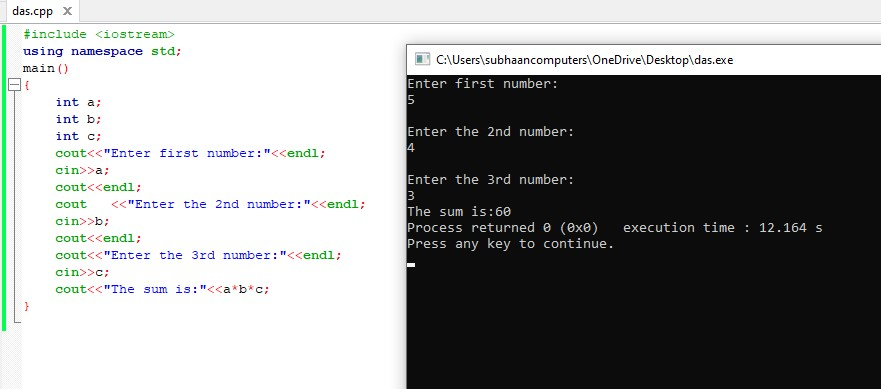 das.cpp X
#include <iostream>
using namespace std;
main()
{
int a;
int b;
int c;
cout<<"Enter first number:"<<endl;
cin>>a;
cout<<endl;
cout   <<"Enter the 2nd number:"<<endl;
cin>>b;
cout<<endl;
cout<<"Enter the 3rd number:"<<endl;
cin>>c;
cout<<"The sum is:"<<a*b*c;
}
C:\Users\subhaancomputers\OneDrive\Desktop\das.exe
Enter first number:
5
Enter the 2nd number:
4
Enter the 3rd number:
3
The sum is:60
Process returned 0 (0x0)   execution time : 12.164 s
Press any key to continue.